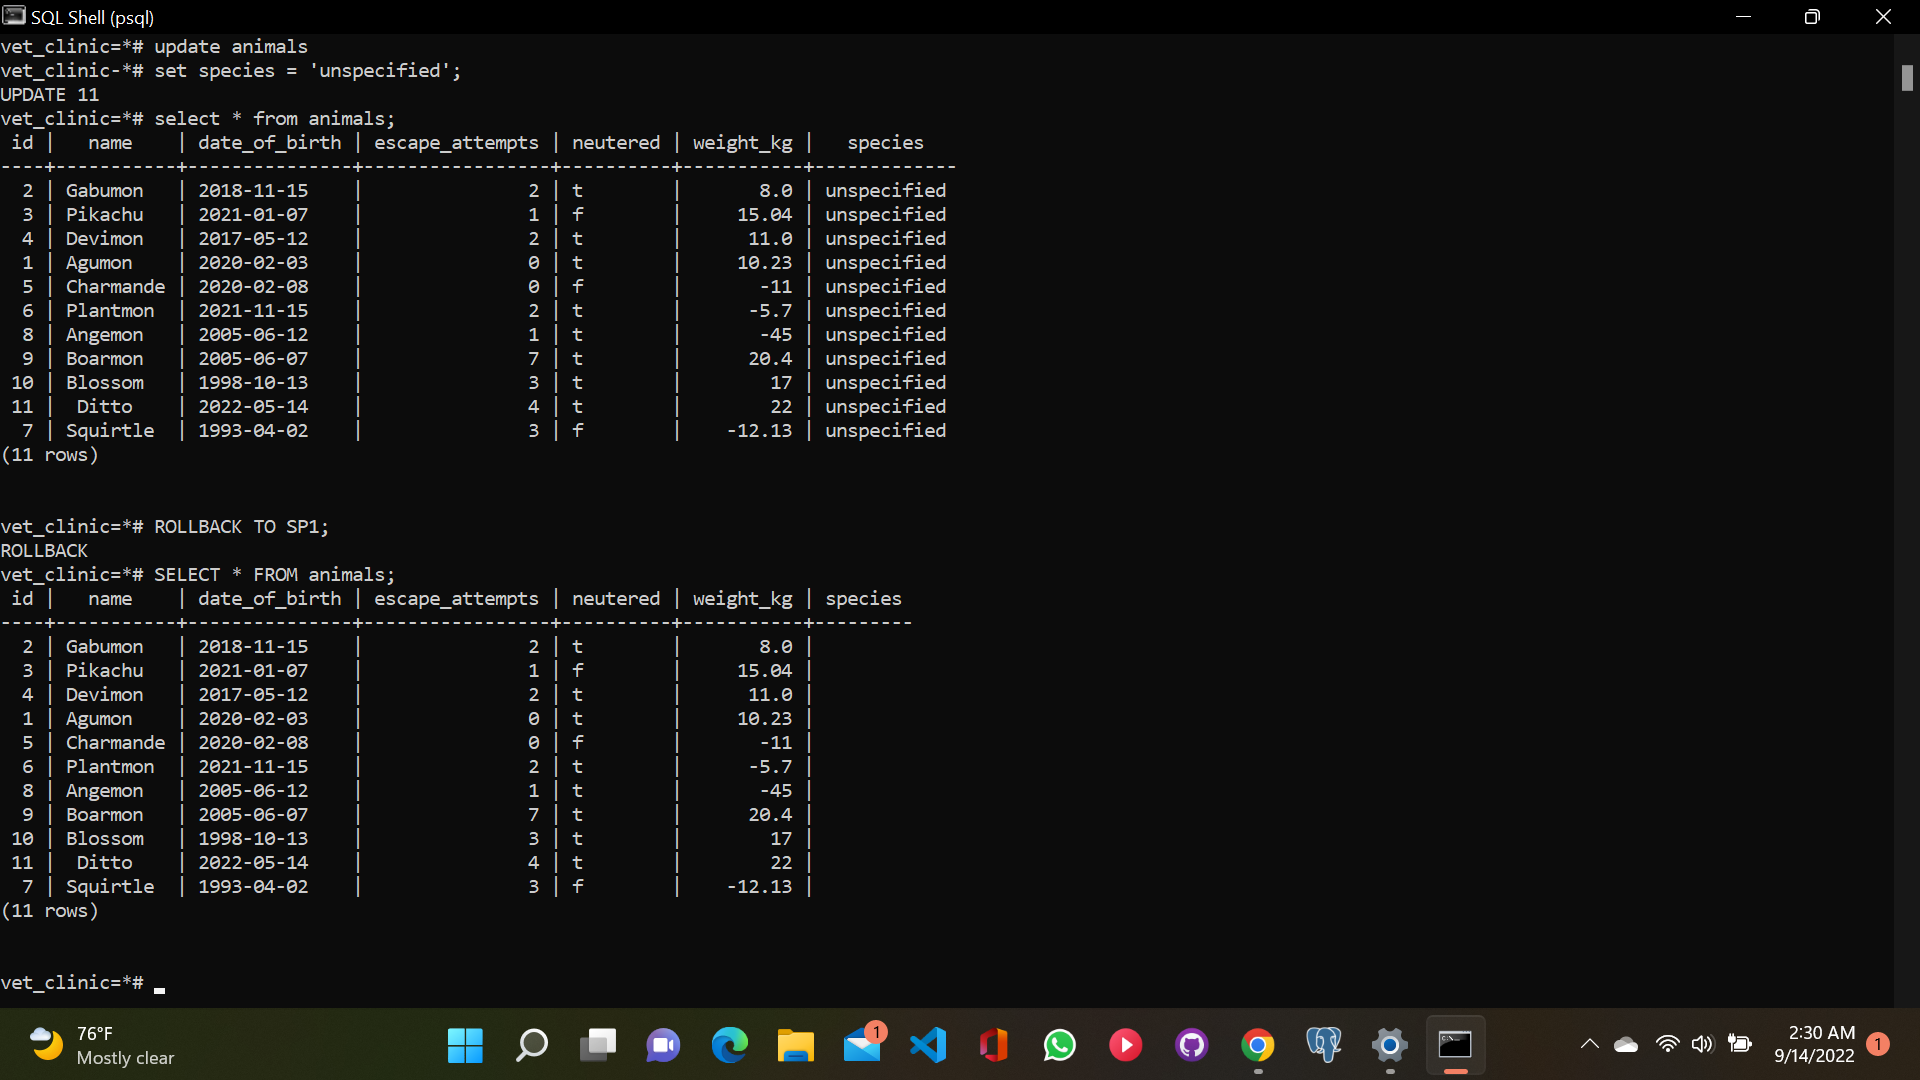 SQL Shell (psql)
vet_clinic=*# update animals
vet_clinic-*# set species = 'unspecified';
UPDATE 11
vet_clinic=*# select * from animals;
 id |   name    | date_of_birth | escape_attempts | neutered | weight_kg |   species
----+-----------+---------------+-----------------+----------+-----------+-------------
  2 | Gabumon   | 2018-11-15    |               2 | t        |       8.0 | unspecified
  3 | Pikachu   | 2021-01-07    |               1 | f        |     15.04 | unspecified
  4 | Devimon   | 2017-05-12    |               2 | t        |      11.0 | unspecified
  1 | Agumon    | 2020-02-03    |               0 | t        |     10.23 | unspecified
  5 | Charmande | 2020-02-08    |               0 | f        |       -11 | unspecified
  6 | Plantmon  | 2021-11-15    |               2 | t        |      -5.7 | unspecified
  8 | Angemon   | 2005-06-12    |               1 | t        |       -45 | unspecified
  9 | Boarmon   | 2005-06-07    |               7 | t        |      20.4 | unspecified
 10 | Blossom   | 1998-10-13    |               3 | t        |        17 | unspecified
 11 |  Ditto    | 2022-05-14    |               4 | t        |        22 | unspecified
  7 | Squirtle  | 1993-04-02    |               3 | f        |    -12.13 | unspecified
(11 rows)
vet_clinic=*# ROLLBACK TO SP1;
ROLLBACK
vet_clinic=*# SELECT * FROM animals;
 id |   name    | date_of_birth | escape_attempts | neutered | weight_kg | species
----+-----------+---------------+-----------------+----------+-----------+---------
  2 | Gabumon   | 2018-11-15    |               2 | t        |       8.0 |
  3 | Pikachu   | 2021-01-07    |               1 | f        |     15.04 |
  4 | Devimon   | 2017-05-12    |               2 | t        |      11.0 |
  1 | Agumon    | 2020-02-03    |               0 | t        |     10.23 |
  5 | Charmande | 2020-02-08    |               0 | f        |       -11 |
  6 | Plantmon  | 2021-11-15    |               2 | t        |      -5.7 |
  8 | Angemon   | 2005-06-12    |               1 | t        |       -45 |
  9 | Boarmon   | 2005-06-07    |               7 | t        |      20.4 |
 10 | Blossom   | 1998-10-13    |               3 | t        |        17 |
 11 |  Ditto    | 2022-05-14    |               4 | t        |        22 |
  7 | Squirtle  | 1993-04-02    |               3 | f        |    -12.13 |
(11 rows)
vet_clinic=*#
76°F
Mostly clear
1
2:30 AM
9/14/2022
1